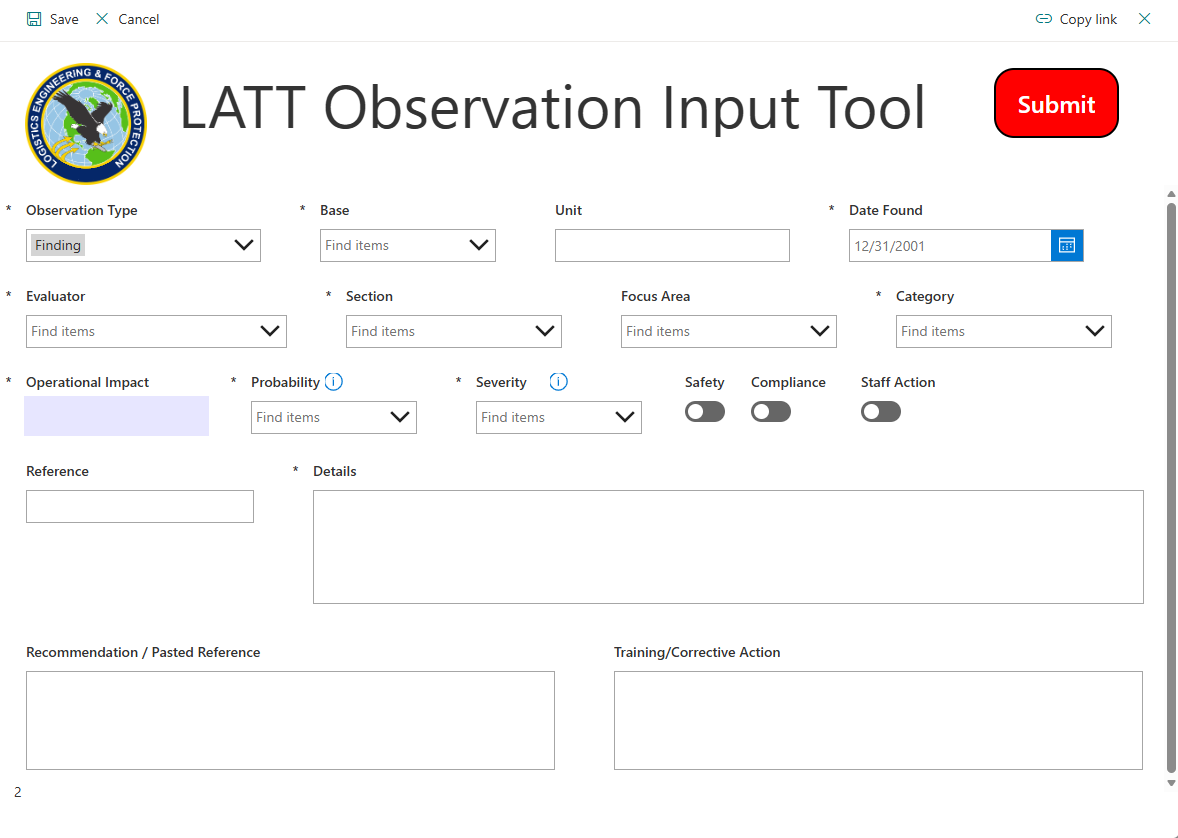 Save Cancel Copy link
LOGISTICS ENGINEERING & FORCE PROTECTION
LATT Observation Input Tool
Submit
* Observation Type * Base Unit * Date Found
Finding Find items 12/31/2001
* Evaluator * Section Focus Area * Category
Find items Find items Find items Find items
* Operational Impact * Probability i * Severity i Safety Compliance Staff Action
Find items Find items
Reference * Details
Recommendation / Pasted Reference Training/Corrective Action
2